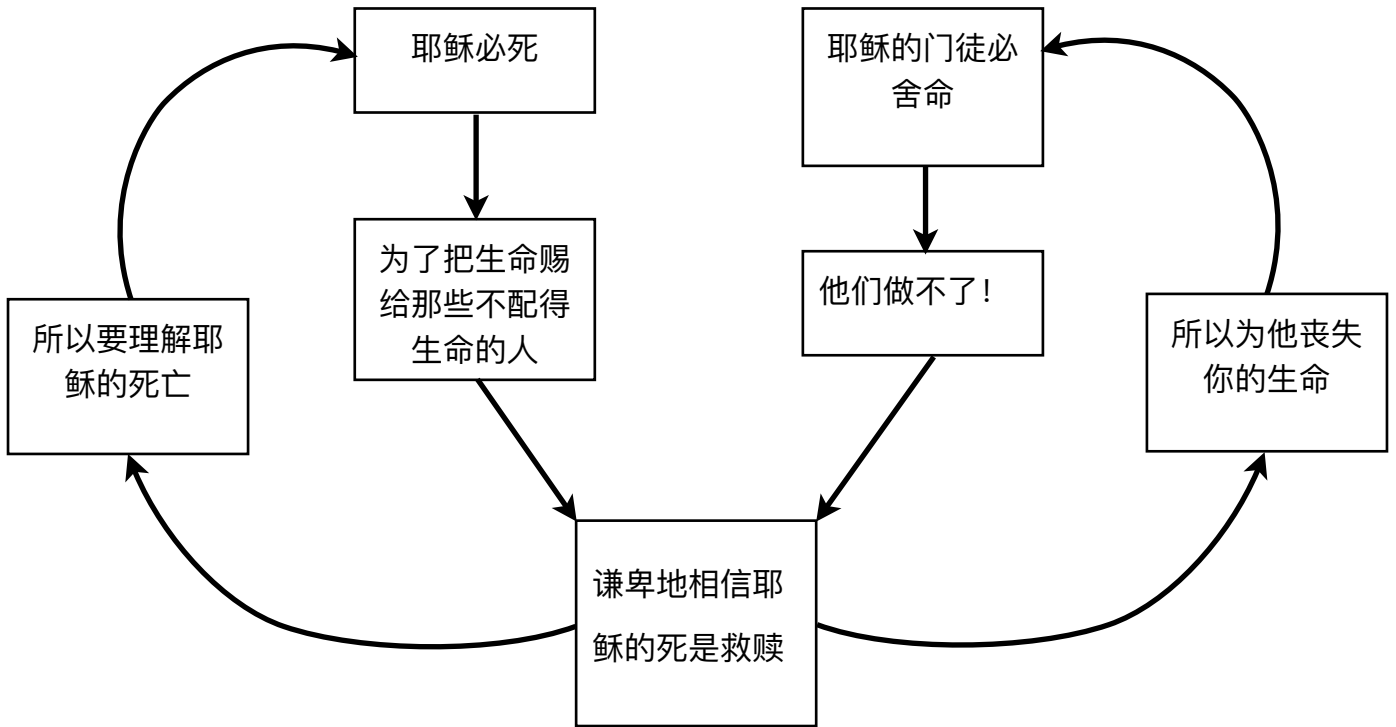 耶稣必死
耶稣的门徒必
舍命
为了把生命赐
给那些不配得
生命的人
他们做不了！
所以要理解耶
稣的死亡
所以为他丧失
你的生命
谦卑地相信耶
稣的死是救赎